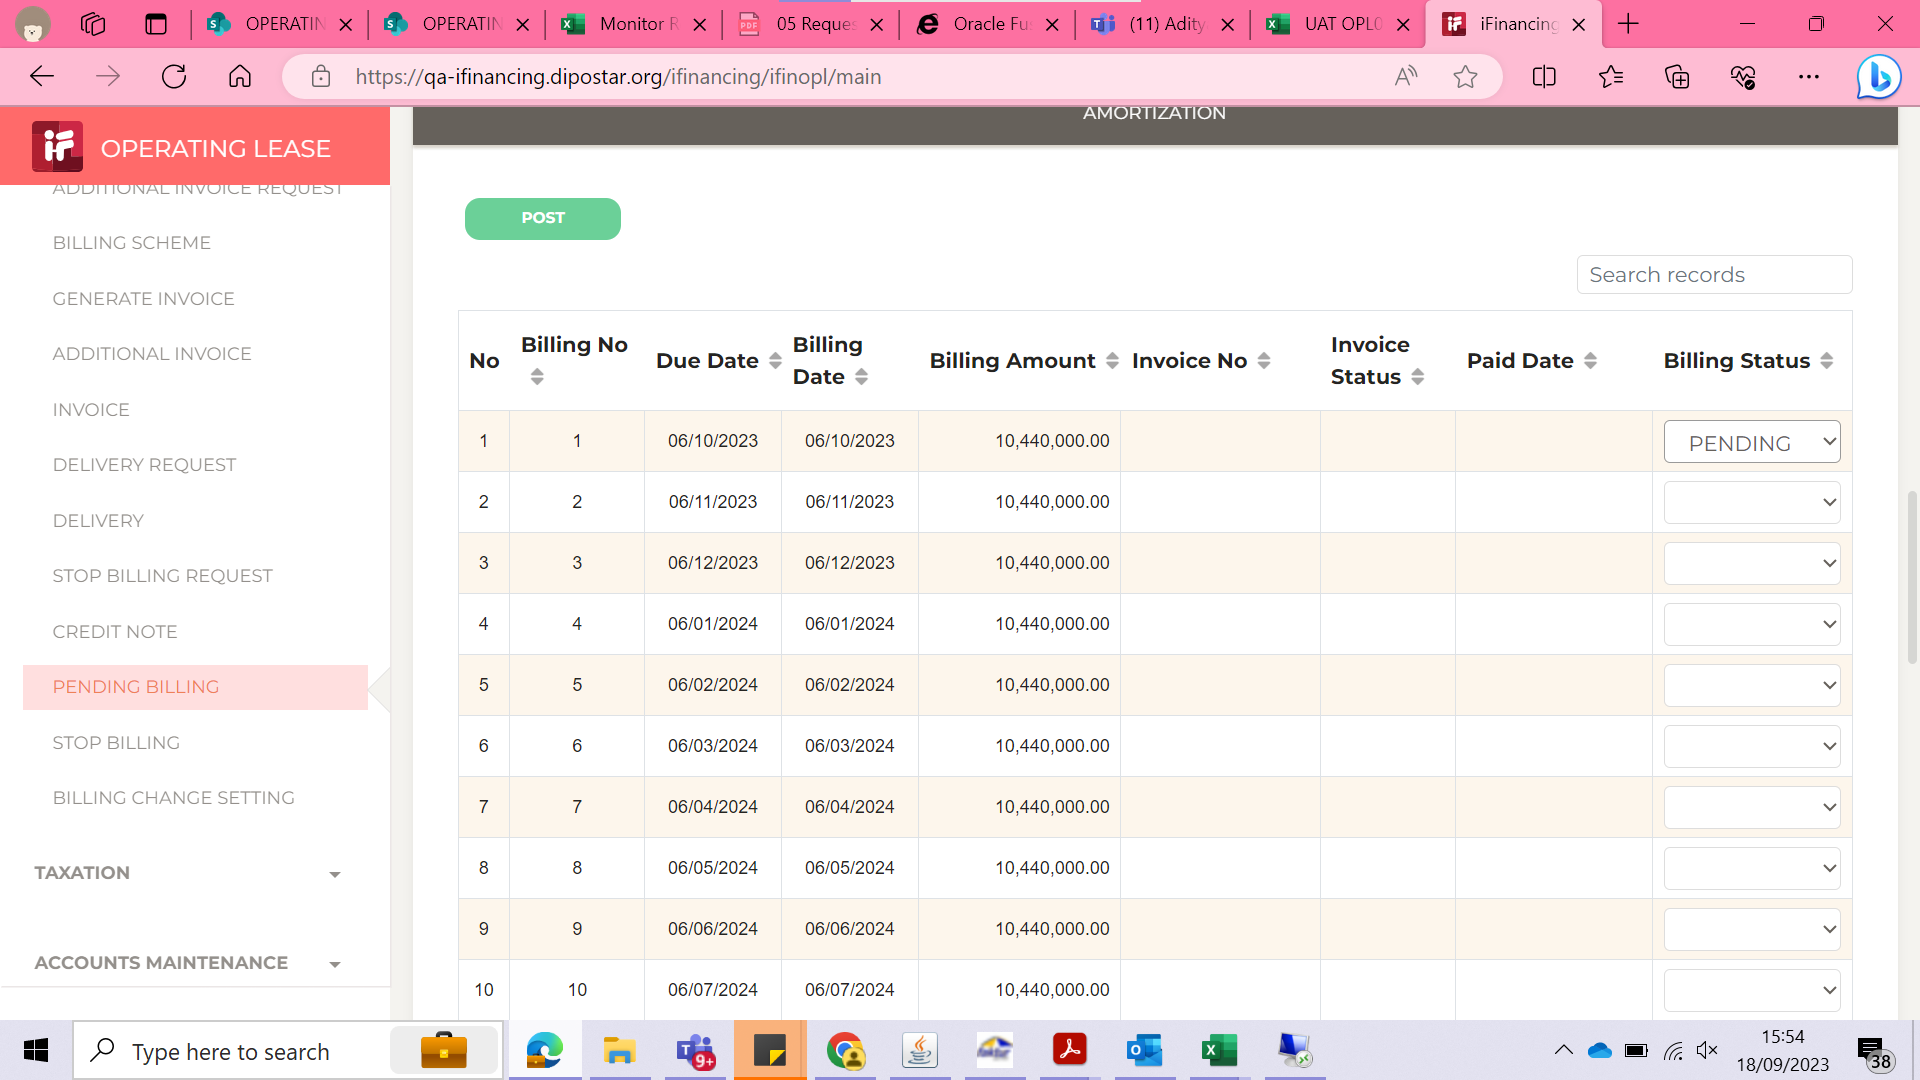 OPERATIN
OPERATIN
Monitor R
05 Reques
Oracle Fu
(11) Adity
UAT OPL0
iFinancing
https://qa-ifinancing.dipostar.org/ifinancing/ifinopl/main
OPERATING LEASE
ADDITIONAL INVOICE REQUEST
BILLING SCHEME
GENERATE INVOICE
ADDITIONAL INVOICE
INVOICE
DELIVERY REQUEST
DELIVERY
STOP BILLING REQUEST
CREDIT NOTE
PENDING BILLING
STOP BILLING
BILLING CHANGE SETTING
TAXATION
ACCOUNTS MAINTENANCE
AMORTIZATION
POST
Search records
No Billing No Due Date Billing Date Billing Amount Invoice No Invoice Status Paid Date Billing Status
1 1 06/10/2023 06/10/2023 10,440,000.00 PENDING
2 2 06/11/2023 06/11/2023 10,440,000.00
3 3 06/12/2023 06/12/2023 10,440,000.00
4 4 06/01/2024 06/01/2024 10,440,000.00
5 5 06/02/2024 06/02/2024 10,440,000.00
6 6 06/03/2024 06/03/2024 10,440,000.00
7 7 06/04/2024 06/04/2024 10,440,000.00
8 8 06/05/2024 06/05/2024 10,440,000.00
9 9 06/06/2024 06/06/2024 10,440,000.00
10 10 06/07/2024 06/07/2024 10,440,000.00
Type here to search
9+
15:54
18/09/2023
38